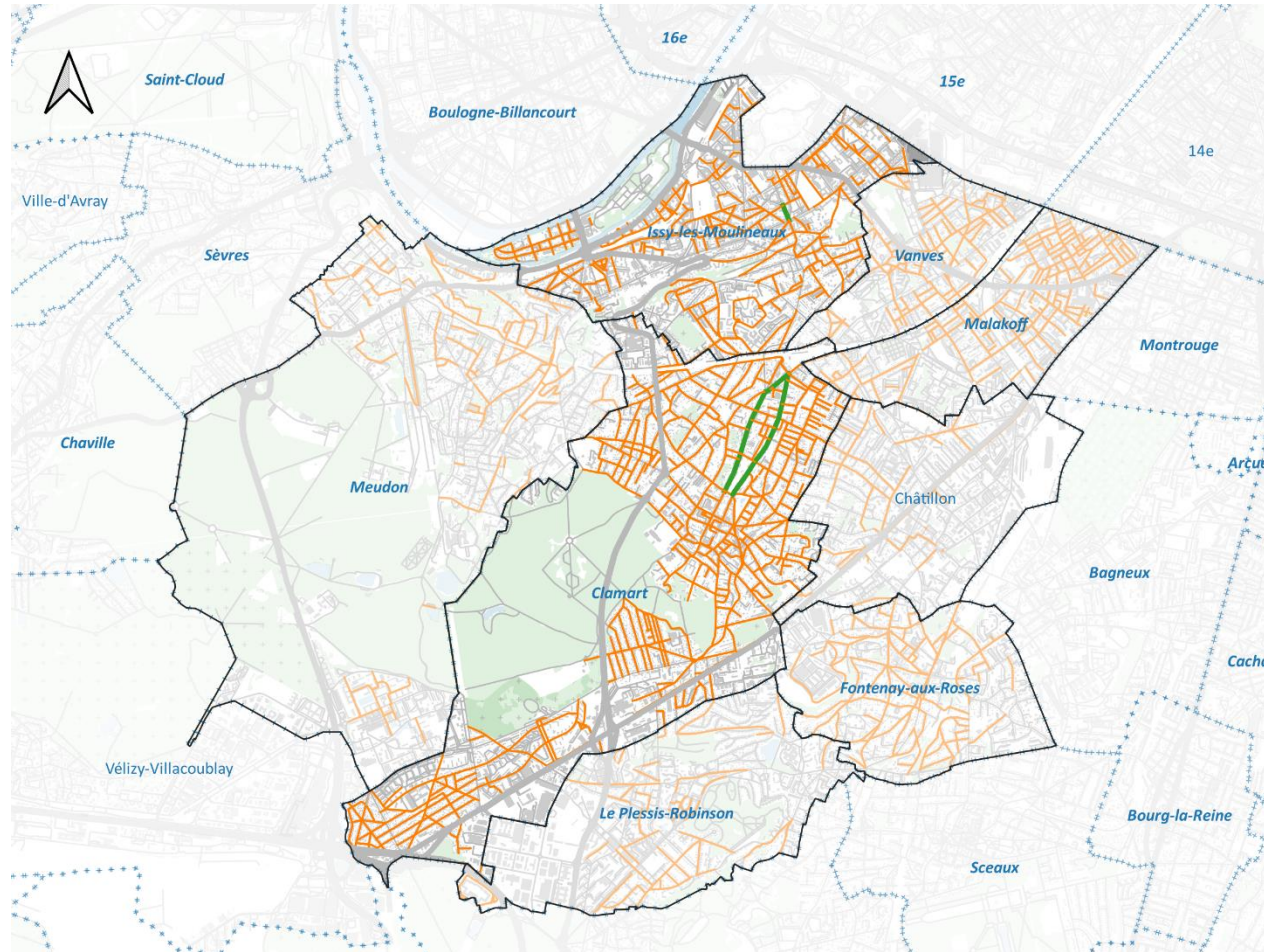 16e
Saint-Cloud
15e
Boulogne-Billancourt
14e
Ville-d'Avray
Issy-les-Moulineaux
Sèvres
Vanves
Malakoff
Montrouge
Chaville
Arcu
Meudon
Châtillon
Bagneux
Clamart
Cach
Fontenay-aux-Roses
Vélizy-Villacoublay
Le Plessis-Robinson
Bourg-la-Reine
Sceaux